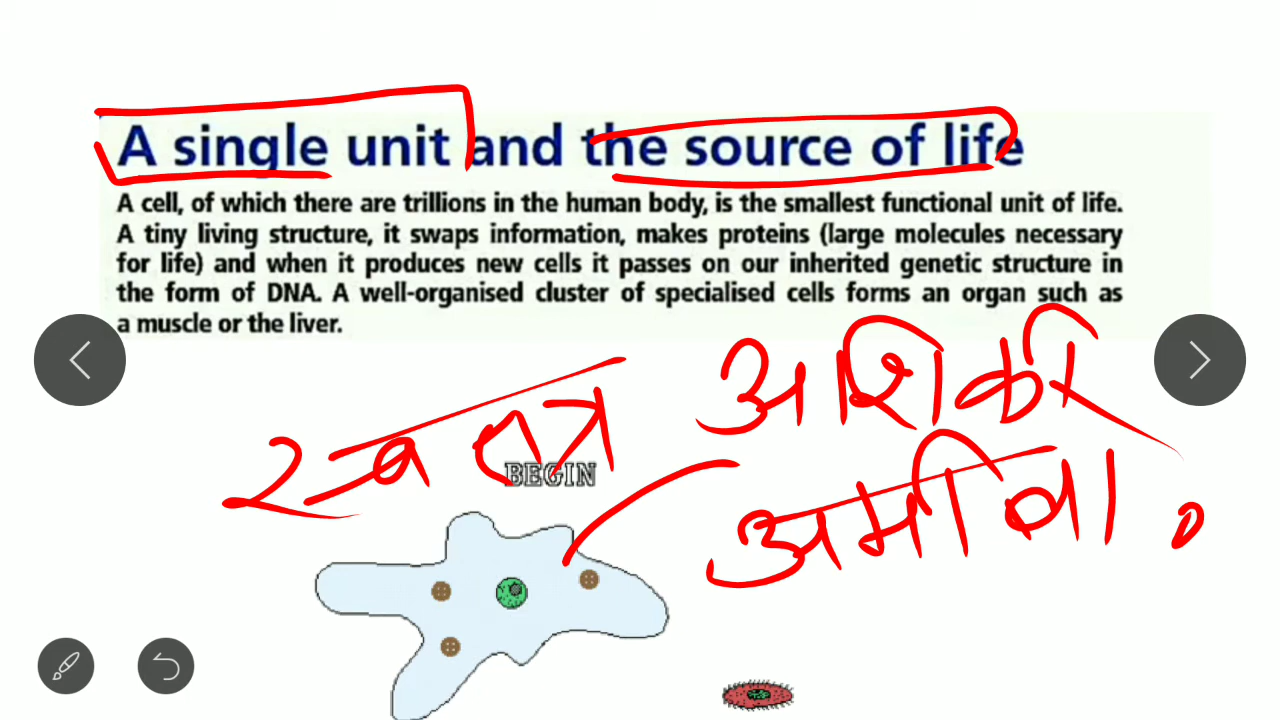 A single unit and the source of life
A cell, of which there are trillions in the human body, is the smallest functional unit of life.
A tiny living structure, it swaps information, makes proteins (large molecules necessary
for life) and when it produces new cells it passes on our inherited genetic structure in
the form of DNA. A well-organised cluster of specialised cells forms an organ such as
a muscle or the liver.
BEGIN
अमीबा